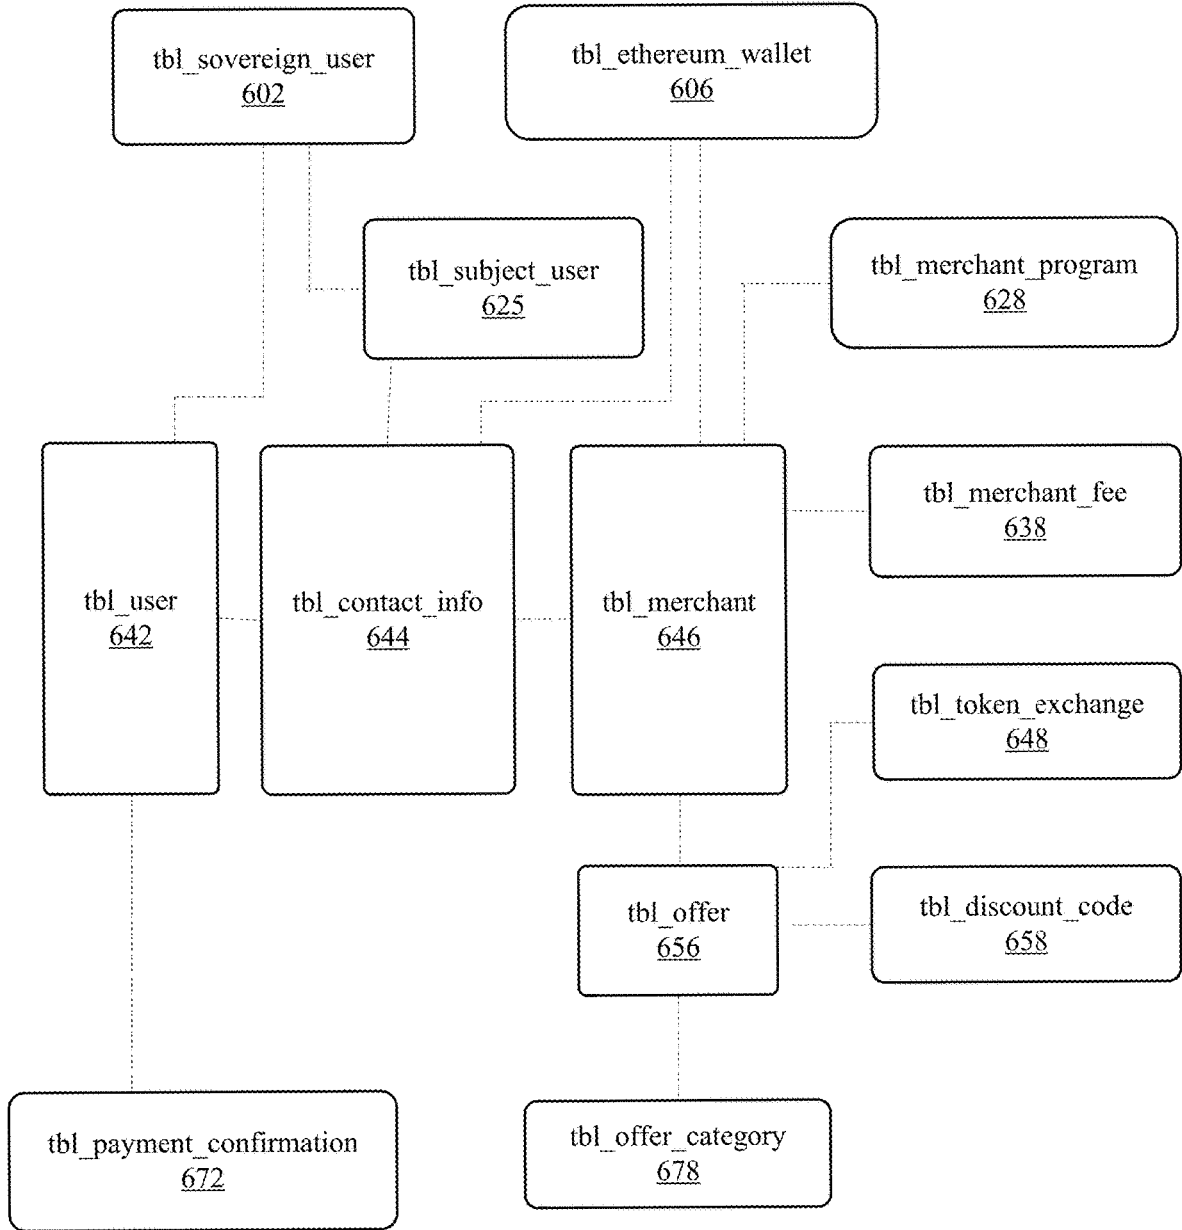 tbl_sovereign_user
602
tbl_ethereum_wallet
606
tbl_subject_user
625
tbl_merchant_program
628
tbl_merchant_fee
638
tbl_user
642
tbl_contact_info
644
tbl_merchant
646
tbl_token_exchange
648
tbl_offer
656
tbl_discount_code
658
tbl_payment_confirmation
672
tbl_offer_category
678